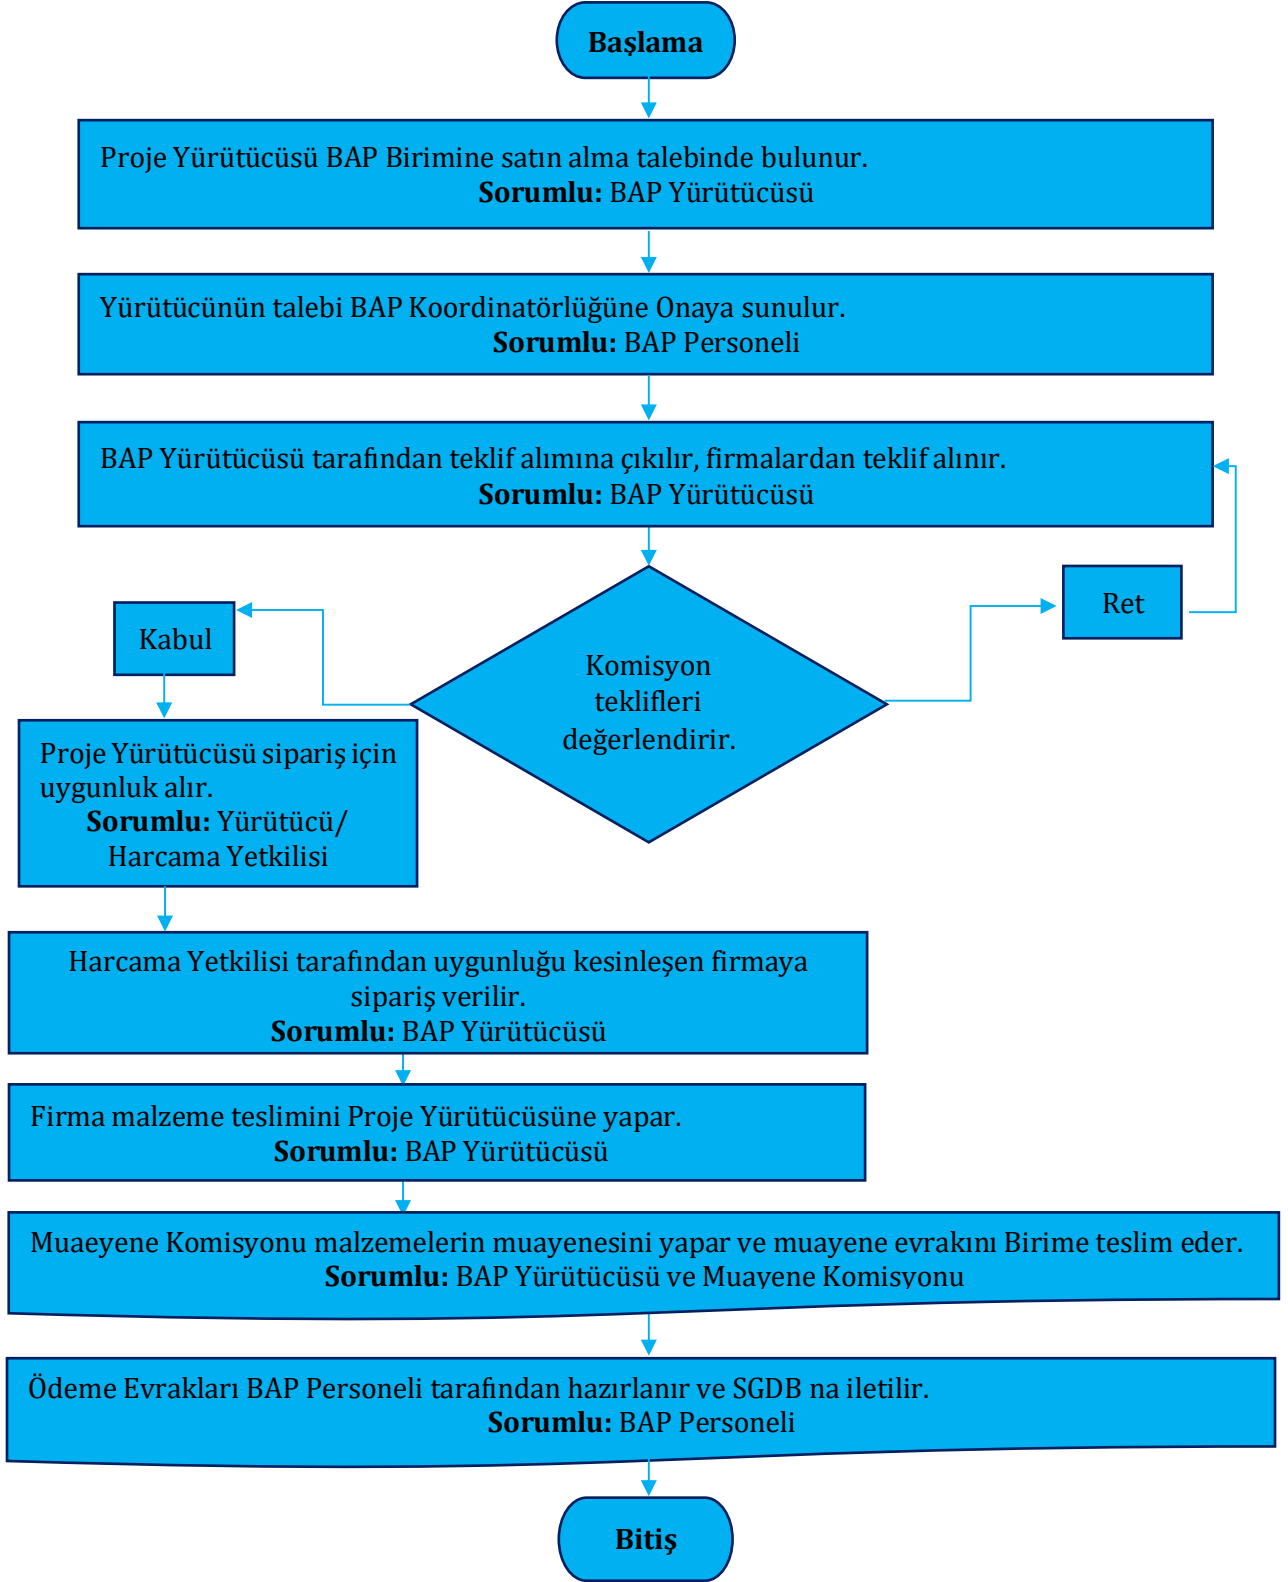 Başlama
Proje Yürütücüsü BAP Birimine satın alma talebinde bulunur.
Sorumlu: BAP Yürütücüsü
Yürütücünün talebi BAP Koordinatörlüğüne Onaya sunulur.
Sorumlu: BAP Personeli
BAP Yürütücüsü tarafından teklif alımına çıkılır, firmalardan teklif alınır.
Sorumlu: BAP Yürütücüsü
Ret
Kabul
Komisyon
teklifleri
değerlendirir.
Proje Yürütücüsü sipariş için
uygunluk alır.
Sorumlu: Yürütücü/
Harcama Yetkilisi
Harcama Yetkilisi tarafından uygunluğu kesinleşen firmaya
sipariş verilir.
Sorumlu: BAP Yürütücüsü
Firma malzeme teslimini Proje Yürütücüsüne yapar.
Sorumlu: BAP Yürütücüsü
Muaeyene Komisyonu malzemelerin muayenesini yapar ve muayene evrakını Birime teslim eder.
Sorumlu: BAP Yürütücüsü ve Muayene Komisyonu
Ödeme Evrakları BAP Personeli tarafından hazırlanır ve SGDB na iletilir.
Sorumlu: BAP Personeli
Bitiş